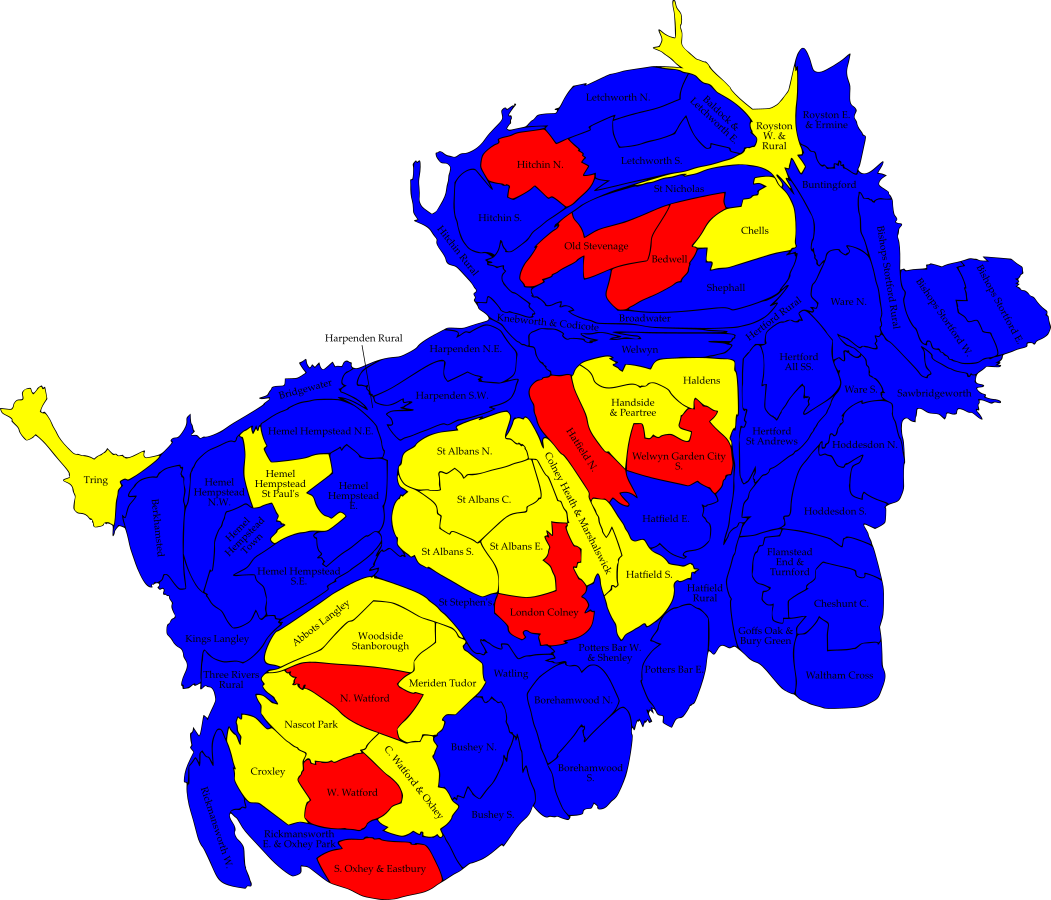 Letchworth N.
Baldock &
Letchworth E.
Royston E.
& Ermine
Royston
W. &
Rural
Hitchin N.
Letchworth S.
St Nicholas
Buntingford
Hitchin S.
Chells
Old Stevenage
Bedwell
Hitchin Rural
Bishops Stortford Rural
Bishops Stortford W.
Bishops Stortford E.
Shephall
Ware N.
Hertford Rural
Broadwater
Knebworth & Codicote
Harpenden Rural
Harpenden N.E.
Welwyn
Hertford
All SS.
Haldens
Bridgewater
Harpenden S.W.
Handside
& Peartree
Ware S.
Sawbridgeworth
Hemel Hempstead N.E.
Hertford
St Andrews
Hoddesdon N.
St Albans N.
Hatfield N.
Welwyn Garden City
S.
Tring
Hemel
Hempstead
St Paul's
Hemel
Hempstead
N.W.
Hemel
Hempstead
E.
St Albans C.
Colney Heath & Marshalswick
Berkhamsted
Hoddesdon S.
Hatfield E.
Hemel
Hempstead
Town
St Albans S.
St Albans E.
Flamstead
End &
Turnford
Hemel Hempstead
S.E.
Hatfield S.
Hatfield
Rural
St Stephen's
London Colney
Cheshunt C.
Abbots Langley
Kings Langley
Woodside
Stanborough
Goffs Oak &
Bury Green
Potters Bar W.
& Shenley
Three Rivers
Rural
Watling
Potters Bar E.
Waltham Cross
Meriden Tudor
N. Watford
Borehamwood N.
Nascot Park
Bushey N.
Croxley
C. Watford & Oxhey
Borehamwood
S.
W. Watford
Rickmansworth W.
Bushey S.
Rickmansworth
E. & Oxhey Park
S. Oxhey & Eastbury